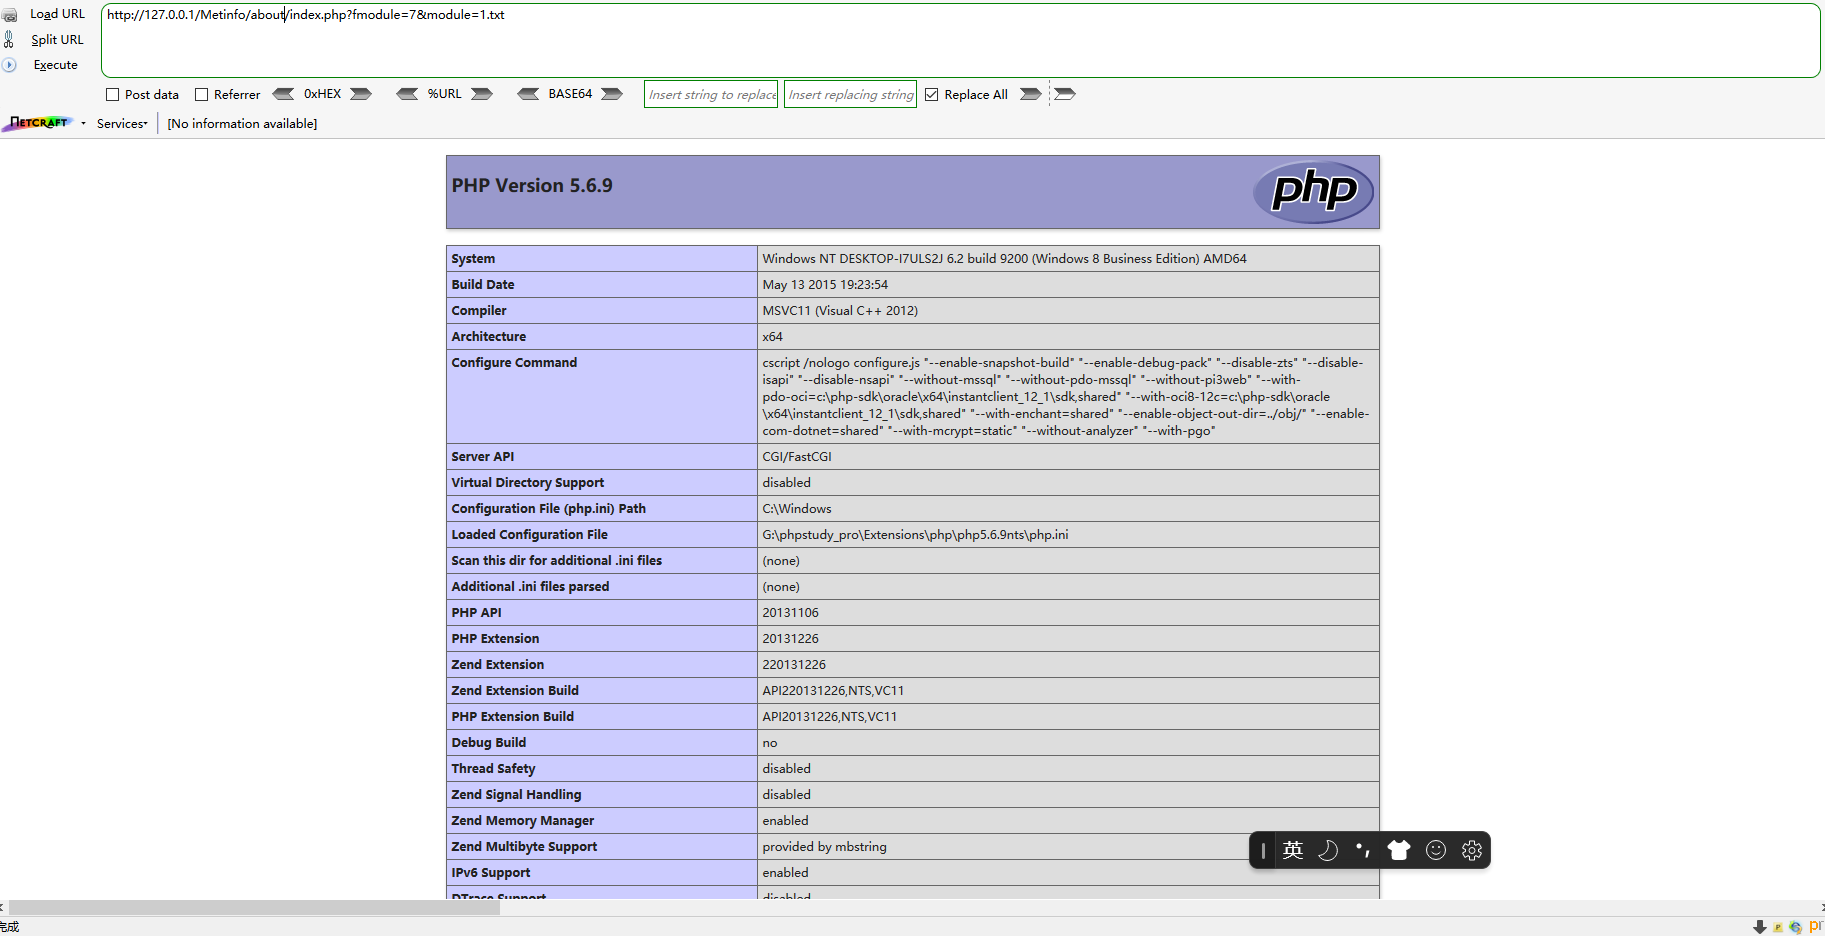 Load URL
http://127.0.0.1/Metinfo/about/index.php?fmodule=7&module=1.txt
Split URL
Execute
Post data Referrer 0xHEX %URL BASE64 Insert string to replace Insert replacing string Replace All
NETCRAFT Services [No information available]
PHP Version 5.6.9
php
System Windows NT DESKTOP-I7ULS2J 6.2 build 9200 (Windows 8 Business Edition) AMD64
Build Date May 13 2015 19:23:54
Compiler MSVC11 (Visual C++ 2012)
Architecture x64
Configure Command cscript /nologo configure.js "--enable-snapshot-build" "--enable-debug-pack" "--disable-zts" "--disable-
isapi" "--disable-nsapi" "--without-mssql" "--without-pdo-mssql" "--without-pi3web" "--with-
pdo-oci=c:\php-sdk\oracle\x64\instantclient_12_1\sdk,shared" "--with-oci8-12c=c:\php-sdk\oracle
\x64\instantclient_12_1\sdk,shared" "--with-enchant=shared" "--enable-object-out-dir=../obj/" "--enable-
com-dotnet=shared" "--with-mcrypt=static" "--without-analyzer" "--with-pgo"
Server API CGI/FastCGI
Virtual Directory Support disabled
Configuration File (php.ini) Path C:\Windows
Loaded Configuration File G:\phpstudy_pro\Extensions\php\php5.6.9nts\php.ini
Scan this dir for additional .ini files (none)
Additional .ini files parsed (none)
PHP API 20131106
PHP Extension 20131226
Zend Extension 220131226
Zend Extension Build API220131226,NTS,VC11
PHP Extension Build API20131226,NTS,VC11
Debug Build no
Thread Safety disabled
Zend Signal Handling disabled
Zend Memory Manager enabled
Zend Multibyte Support provided by mbstring
英
IPv6 Support enabled
DTrace Support disabled
完成